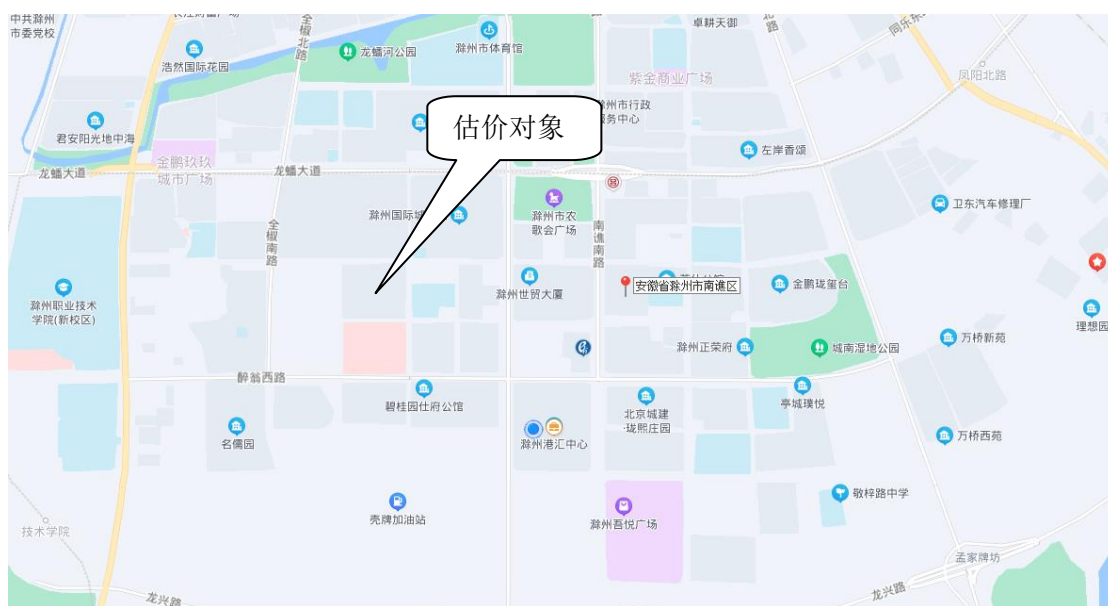 中共滁州
市委党校
全椒北路
龙蟠河公园
滁州市体育馆
卓耕天御
路
浩然国际花园
紫金商业广场
凤阳北路
滁州市行政
服务中心
估价对象
君安阳光地中海
左岸香颂
金鹏玖玖
城市广场
龙蟠大道
龙蟠大道
卫东汽车修理厂
滁州国际城
滁州市农
歌会广场
南谯南路
全椒南路
滁州职业技术
学院(新校区)
滁州世贸大厦
安徽省滁州市南谯区
金鹏珑玺台
理想园
滁州正荣府
城南湿地公园
万桥新苑
醉翁西路
碧桂园仕府公馆
名儒园
北京城建
·珑熙庄园
亭城璞悦
滁州港汇中心
万桥西苑
壳牌加油站
敬梓路中学
滁州吾悦广场
技术学院
孟家牌坊
龙兴路
龙兴路